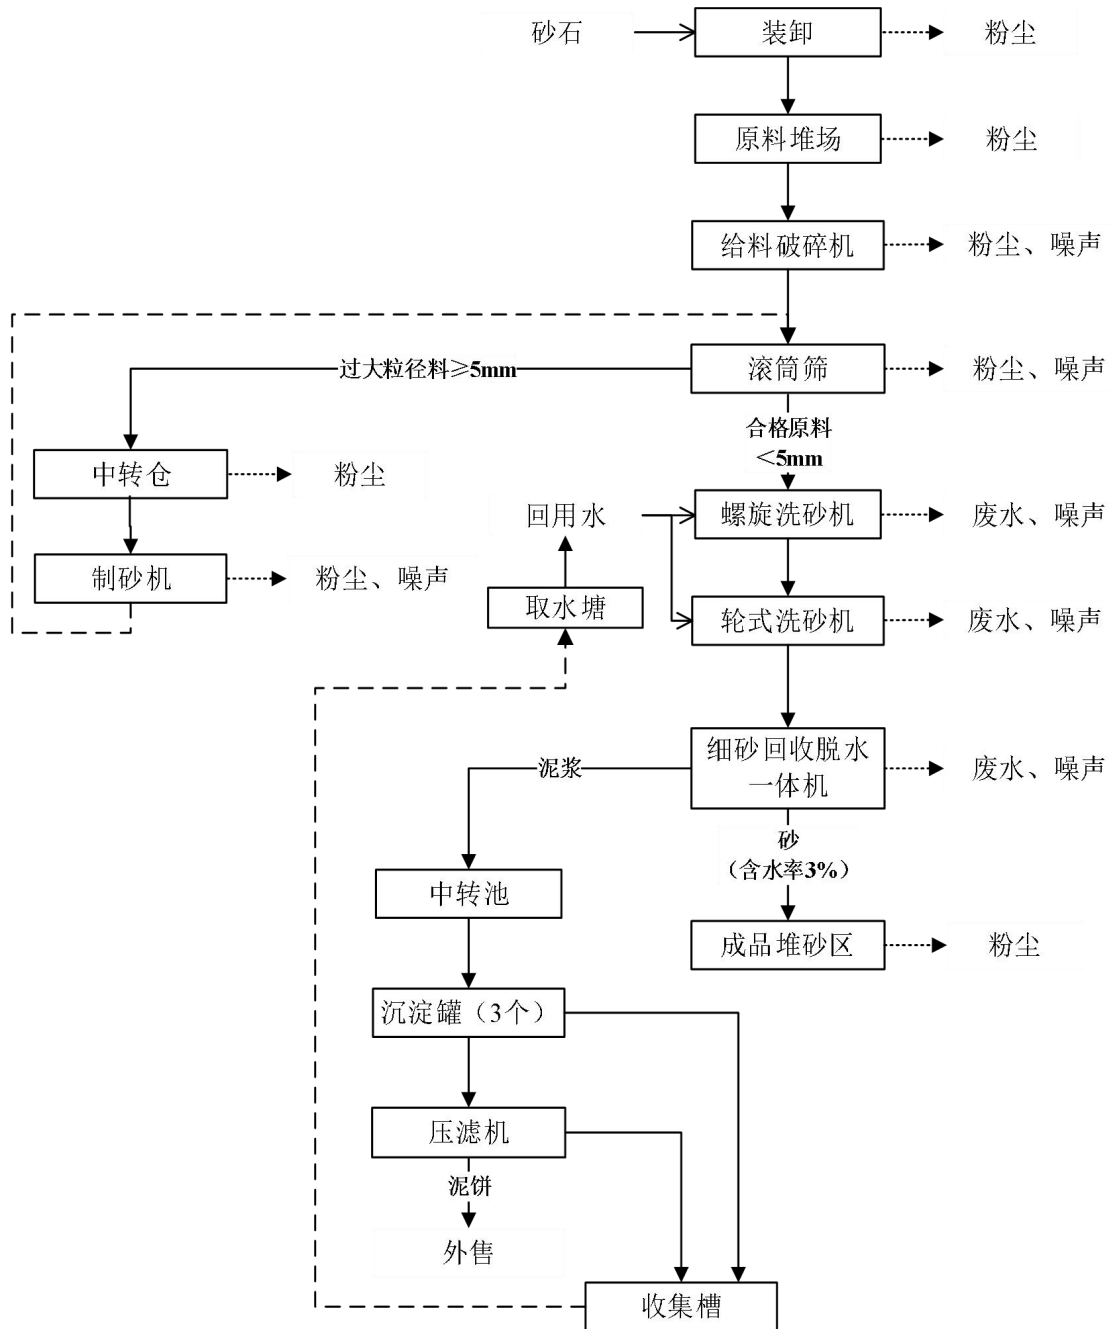 砂石
装卸
粉尘
原料堆场
粉尘
给料破碎机
粉尘、噪声
过大粒径料≥5mm
滚筒筛
粉尘、噪声
合格原料
<5mm
中转仓
粉尘
回用水
螺旋洗砂机
废水、噪声
制砂机
粉尘、噪声
取水塘
轮式洗砂机
废水、噪声
泥浆
细砂回收脱水
一体机
废水、噪声
砂
（含水率3%）
中转池
成品堆砂区
粉尘
沉淀罐（3个）
压滤机
泥饼
外售
收集槽